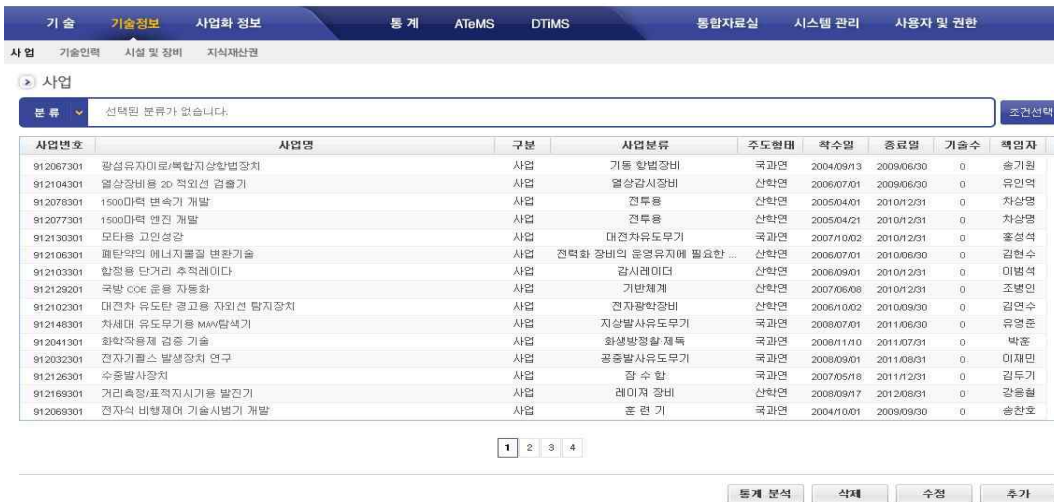 기 술 기술정보 사업화 정보 통 계 ATeMS DTiMS 통합자료실 시스템 관리 사용자 및 권한
사 업 기술인력 시설 및 장비 지식재산권
사업
분 류 선택된 분류가 없습니다. 조건선택
사업번호 사업명 구분 사업분류 주도형태 착수일 종료일 기술수 책임자
912067301 광섬유자이로/복합지상항법장치 사업 기동 항법장비 국과연 2004/09/13 2009/06/30 0 송기원
912104301 열상장비용 2D 적외선 검출기 사업 열상감시장비 산학연 2006/07/01 2009/06/30 0 유인억
912078301 1500마력 변속기 개발 사업 전투용 산학연 2005/04/01 2010/12/31 0 차상명
912077301 1500마력 엔진 개발 사업 전투용 산학연 2005/04/21 2010/12/31 0 차상명
912130301 모타용 고인성강 사업 대전차유도무기 국과연 2007/10/02 2010/12/31 0 홍성석
912106301 폐탄약의 에너지물질 변환기술 사업 전력화 장비의 운영유지에 필요한 ... 산학연 2006/07/01 2010/06/30 0 김현수
912103301 함정용 단거리 추적레이다 사업 감시레이더 산학연 2006/09/01 2010/12/31 0 이범석
912129201 국방 COE 운용 자동화 사업 기반체계 국과연 2007/06/08 2010/12/31 0 조병인
912102301 대전차 유도탄 경고용 자외선 탐지장치 사업 전자광학장비 산학연 2006/10/02 2010/09/30 0 김연수
912148301 차세대 유도무기용 MAW탐색기 사업 지상발사유도무기 국과연 2008/07/01 2011/06/30 0 유영준
912041301 화학작용제 검증 기술 사업 화생방정찰·제독 국과연 2008/11/10 2011/07/31 0 박훈
912032301 전자기펄스 발생장치 연구 사업 공중발사유도무기 국과연 2008/09/01 2011/08/31 0 이재민
912126301 수중발사장치 사업 잠 수 함 국과연 2007/05/18 2011/12/31 0 김두기
912169301 거리측정/표적지시기용 발진기 사업 레이져 장비 산학연 2008/09/17 2012/08/31 0 강응철
912069301 전자식 비행제어 기술시범기 개발 사업 훈 련 기 국과연 2004/10/01 2009/09/30 0 송찬호
1 2 3 4
통계 분석 삭제 수정 추가